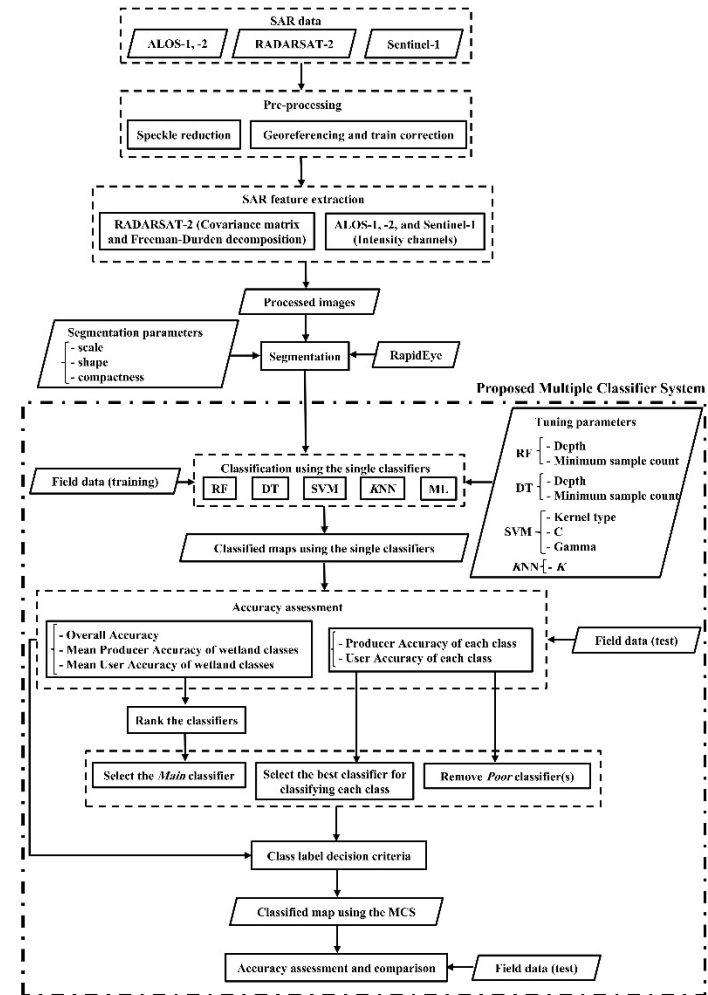 SAR data
ALOS-1, -2
RADARSAT-2
Sentinel-1
Pre-processing
Speckle reduction
Georeferencing and train correction
SAR feature extraction
RADARSAT-2 (Covariance matrix
and Freeman-Durden decomposition)
ALOS-1, -2, and Sentinel-1
(Intensity channels)
Processed images
Segmentation parameters
- scale
- shape
- compactness
Segmentation
RapidEye
Proposed Multiple Classifier System
Tuning parameters
RF
- Depth
- Minimum sample count
DT
- Depth
- Minimum sample count
SVM
- Kernel type
- C
- Gamma
KNN
- K
Field data (training)
Classification using the single classifiers
RF
DT
SVM
KNN
ML
Classified maps using the single classifiers
Accuracy assessment
- Overall Accuracy
- Mean Producer Accuracy of wetland classes
- Mean User Accuracy of wetland classes
- Producer Accuracy of each class
- User Accuracy of each class
Field data (test)
Rank the classifiers
Select the Main classifier
Select the best classifier for
classifying each class
Remove Poor classifier(s)
Class label decision criteria
Classified map using the MCS
Accuracy assessment and comparison
Field data (test)